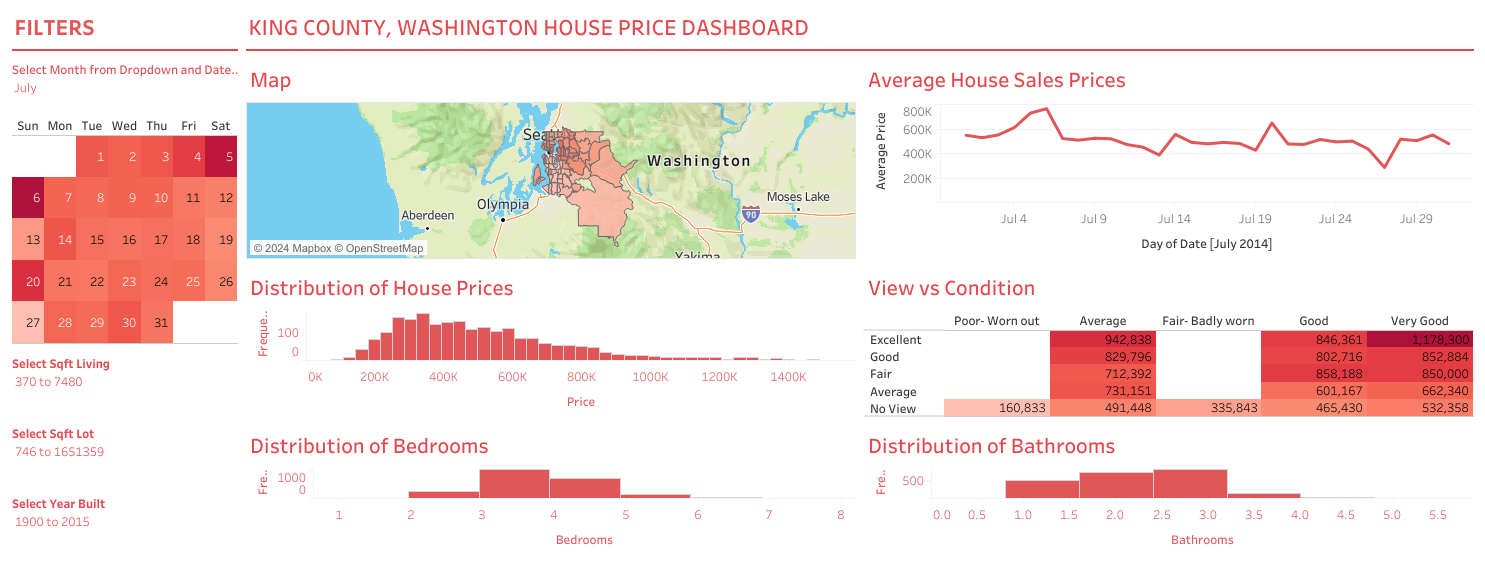 FILTERS
KING COUNTY, WASHINGTON HOUSE PRICE DASHBOARD
Select Month from Dropdown and Date..
July
Sun Mon Tue Wed Thu Fri Sat
1 2 3 4 5
6 7 8 9 10 11 12
13 14 15 16 17 18 19
20 21 22 23 24 25 26
27 28 29 30 31
Select Sqft Living
370 to 7480
Select Sqft Lot
746 to 1651359
Select Year Built
1900 to 2015
Map
Sea
Washington
Olympia
Aberdeen
Moses Lake
90
Yakima
© 2024 Mapbox © OpenStreetMap
Average House Sales Prices
Average Price
800K
600K
400K
200K
Jul 4 Jul 9 Jul 14 Jul 19 Jul 24 Jul 29
Day of Date [July 2014]
Distribution of House Prices
Freque..
100
0
0K 200K 400K 600K 800K 1000K 1200K 1400K
Price
View vs Condition
Poor- Worn out Average Fair- Badly worn Good Very Good
Excellent 942,838 846,361 1,178,300
Good 829,796 802,716 852,884
Fair 712,392 858,188 850,000
Average 731,151 601,167 662,340
No View 160,833 491,448 335,843 465,430 532,358
Distribution of Bedrooms
Fre..
1000
0
1 2 3 4 5 6 7 8
Bedrooms
Distribution of Bathrooms
Fre..
500
0.0 0.5 1.0 1.5 2.0 2.5 3.0 3.5 4.0 4.5 5.0 5.5
Bathrooms